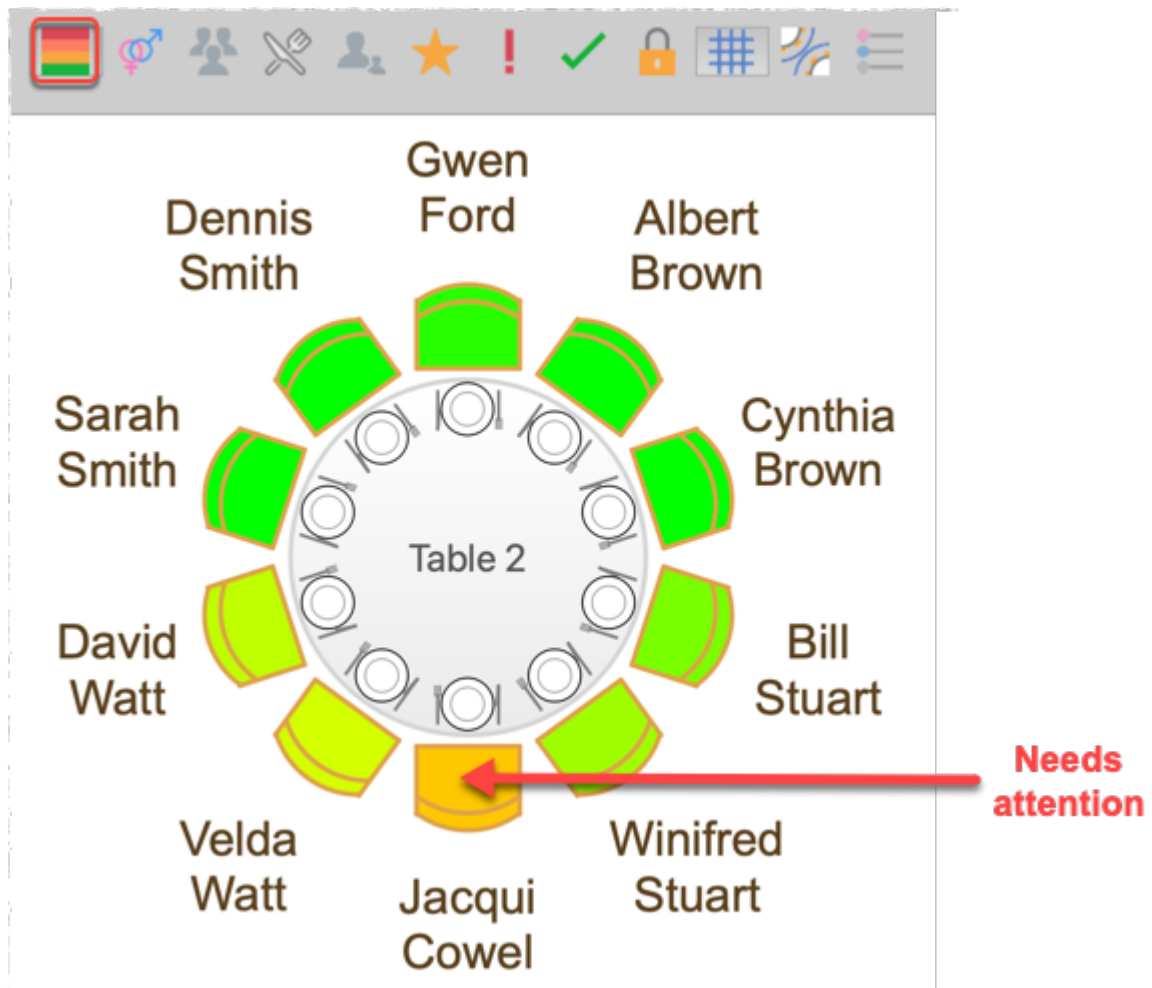 Gwen
Ford
Dennis
Smith
Albert
Brown
Sarah
Smith
Cynthia
Brown
Table 2
David
Watt
Bill
Stuart
Needs
attention
Velda
Watt
Winifred
Stuart
Jacqui
Cowel